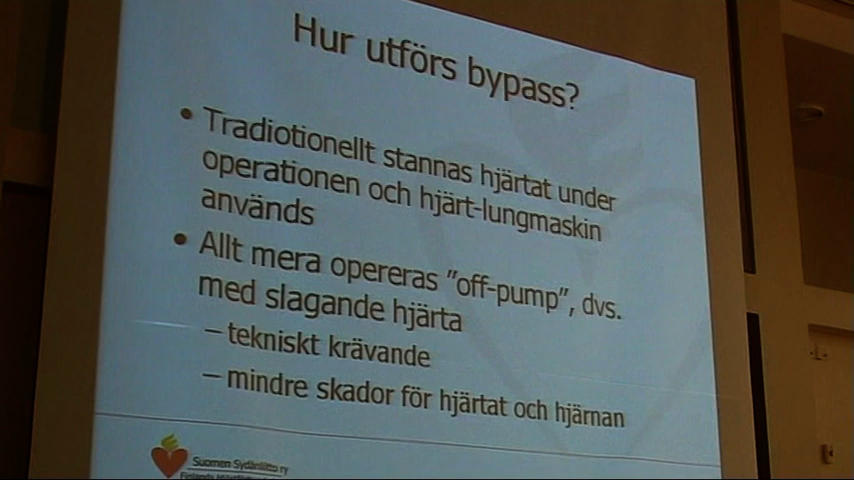 Hur utförs bypass?
• Tradiotionellt stannas hjärtat under
operationen och hjärt-lungmaskin
används
• Allt mera opereras ”off-pump”, dvs.
med slagande hjärta
– tekniskt krävande
– mindre skador för hjärtat och hjärnan
Suomen Sydänliitto ry